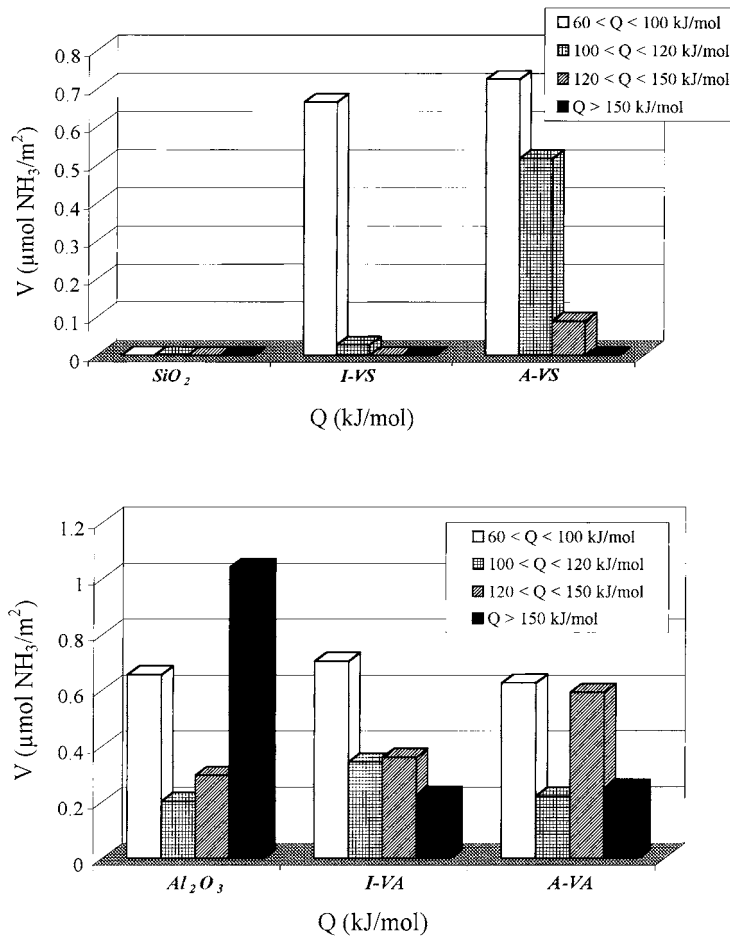 60 < Q < 100 kJ/mol
100 < Q < 120 kJ/mol
120 < Q < 150 kJ/mol
Q > 150 kJ/mol
V (µmol NH₃/m²)
0.8
0.7
0.6
0.5
0.4
0.3
0.2
0.1
0
SiO₂
I-VS
A-VS
Q (kJ/mol)
60 < Q < 100 kJ/mol
100 < Q < 120 kJ/mol
120 < Q < 150 kJ/mol
Q > 150 kJ/mol
V (µmol NH₃/m²)
1.2
1
0.8
0.6
0.4
0.2
0
Al₂O₃
I-VA
A-VA
Q (kJ/mol)